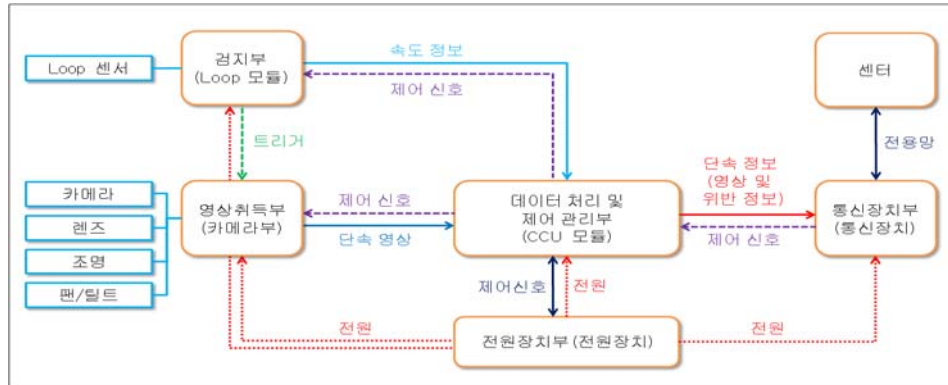 Loop 센서
검지부
(Loop 모듈)
속도 정보
제어 신호
센터
트리거
전용망
카메라
렌즈
조명
팬/틸트
영상취득부
(카메라부)
제어 신호
단속 영상
데이터 처리 및
제어 관리부
(CCU 모듈)
단속 정보
(영상 및
위반 정보)
제어 신호
통신장치부
(통신장치)
제어신호
전원
전원
전원장치부 (전원장치)
전원